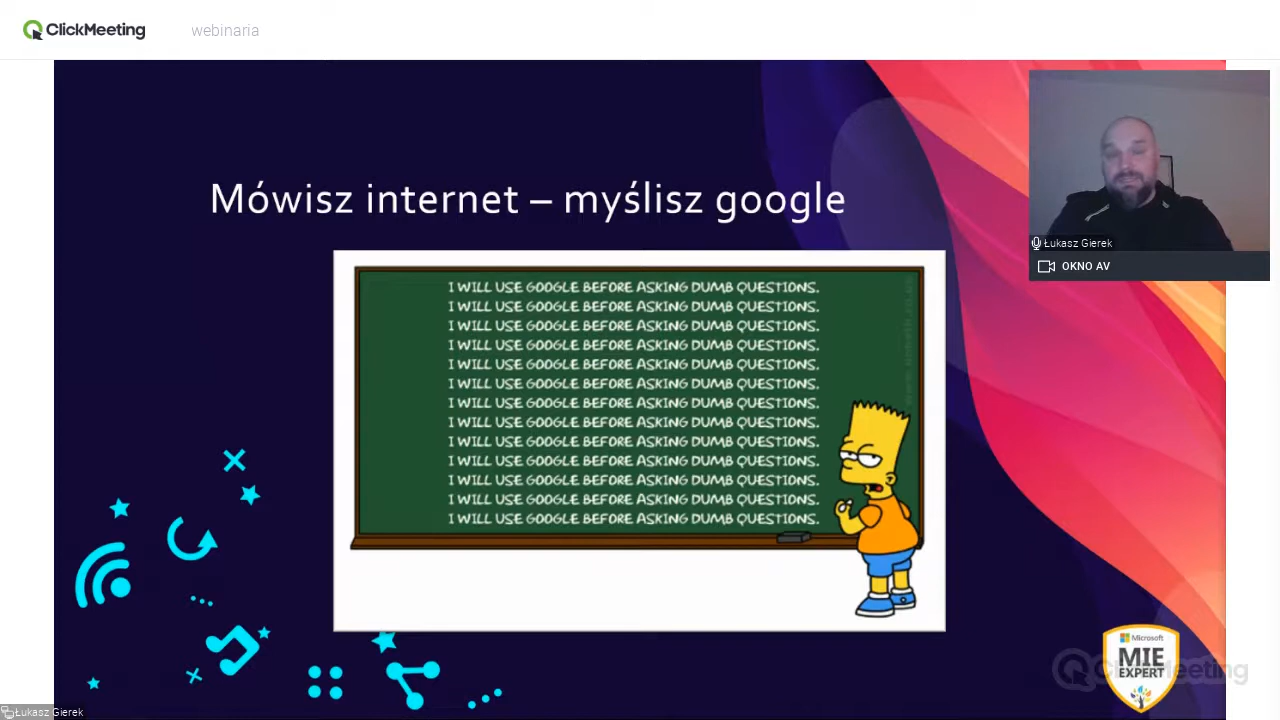 ClickMeeting
webinaria
Mówisz internet – myślisz google
I WILL USE GOOGLE BEFORE ASKING DUMB QUESTIONS.
I WILL USE GOOGLE BEFORE ASKING DUMB QUESTIONS.
I WILL USE GOOGLE BEFORE ASKING DUMB QUESTIONS.
I WILL USE GOOGLE BEFORE ASKING DUMB QUESTIONS.
I WILL USE GOOGLE BEFORE ASKING DUMB QUESTIONS.
I WILL USE GOOGLE BEFORE ASKING DUMB QUESTIONS.
I WILL USE GOOGLE BEFORE ASKING DUMB QUESTIONS.
I WILL USE GOOGLE BEFORE ASKING DUMB QUESTIONS.
I WILL USE GOOGLE BEFORE ASKING DUMB QUESTIONS.
I WILL USE GOOGLE BEFORE ASKING DUMB QUESTIONS.
I WILL USE GOOGLE BEFORE ASKING DUMB QUESTIONS.
I WILL USE GOOGLE BEFORE ASKING DUMB QUESTIONS.
I WILL USE GOOGLE BEFORE ASKING DUMB QUESTIONS.
Łukasz Gierek
OKNO AV
Microsoft
MIE
EXPERT
ClickMeeting
Łukasz Gierek